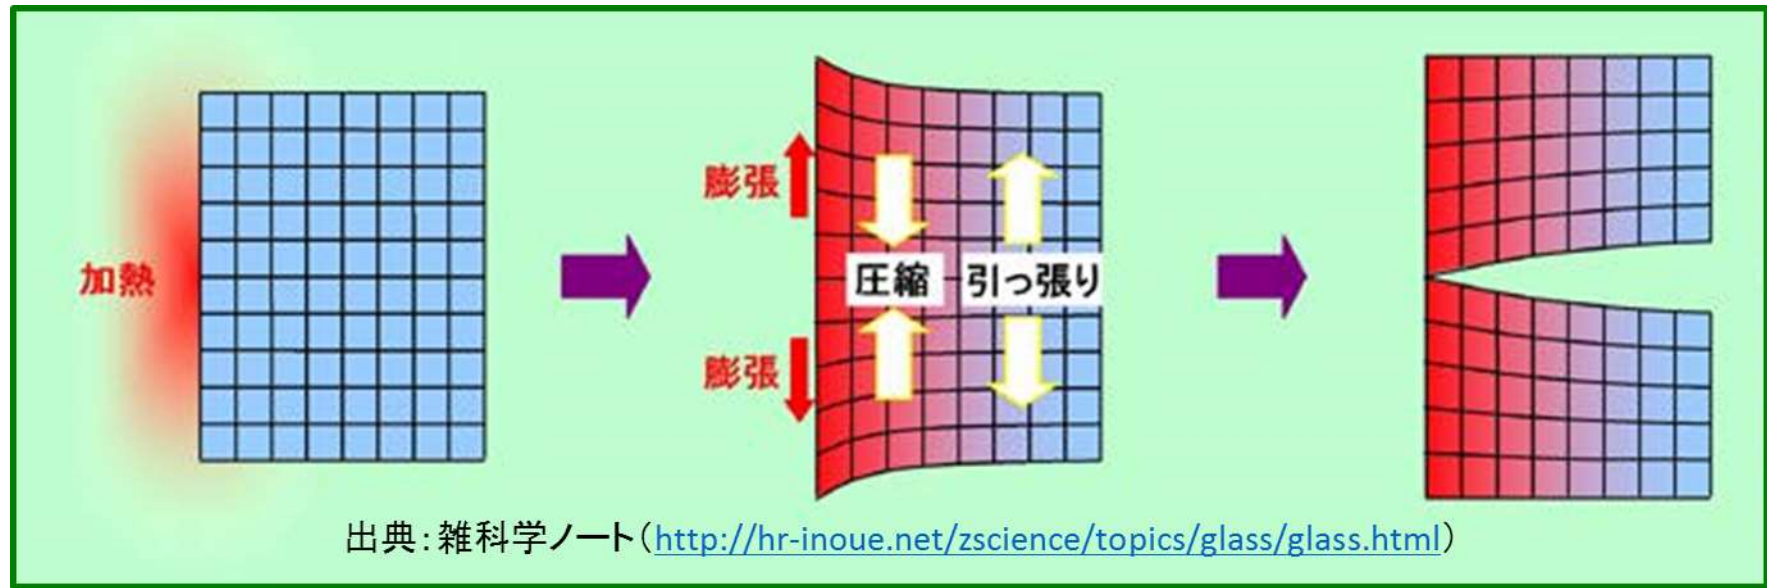 加熱
膨張
膨張
圧縮
引っ張り
出典：雑科学ノート（http://hr-inoue.net/zscience/topics/glass/glass.html）